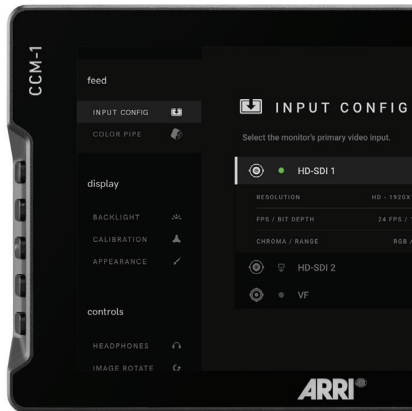 CCM-1
feed
INPUT CONFIG
COLOR PIPE
display
BACKLIGHT
CALIBRATION
APPEARANCE
controls
HEADPHONES
IMAGE ROTATE
INPUT CONFIG
Select the monitor's primary video input.
HD-SDI 1
RESOLUTION HD - 1920X
FPS / BIT DEPTH 24 FPS /
CHROMA / RANGE RGB /
HD-SDI 2
VF
ARRI®